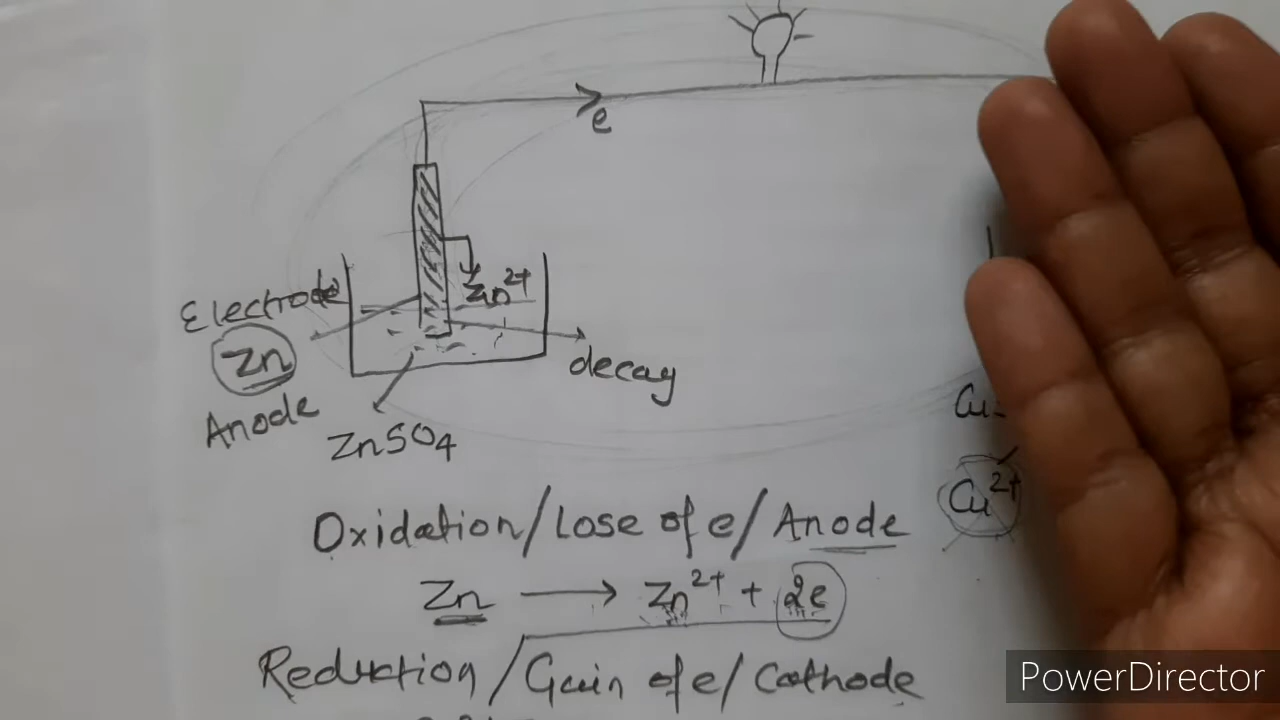 e
Zn²⁺
Electrode
Zn
Anode
decay
ZnSO₄
Cu
Cu²⁺
Oxidation/Lose of e/Anode
Zn ⟶ Zn²⁺ + 2e
Reduction/Gain of e/Cathode
PowerDirector